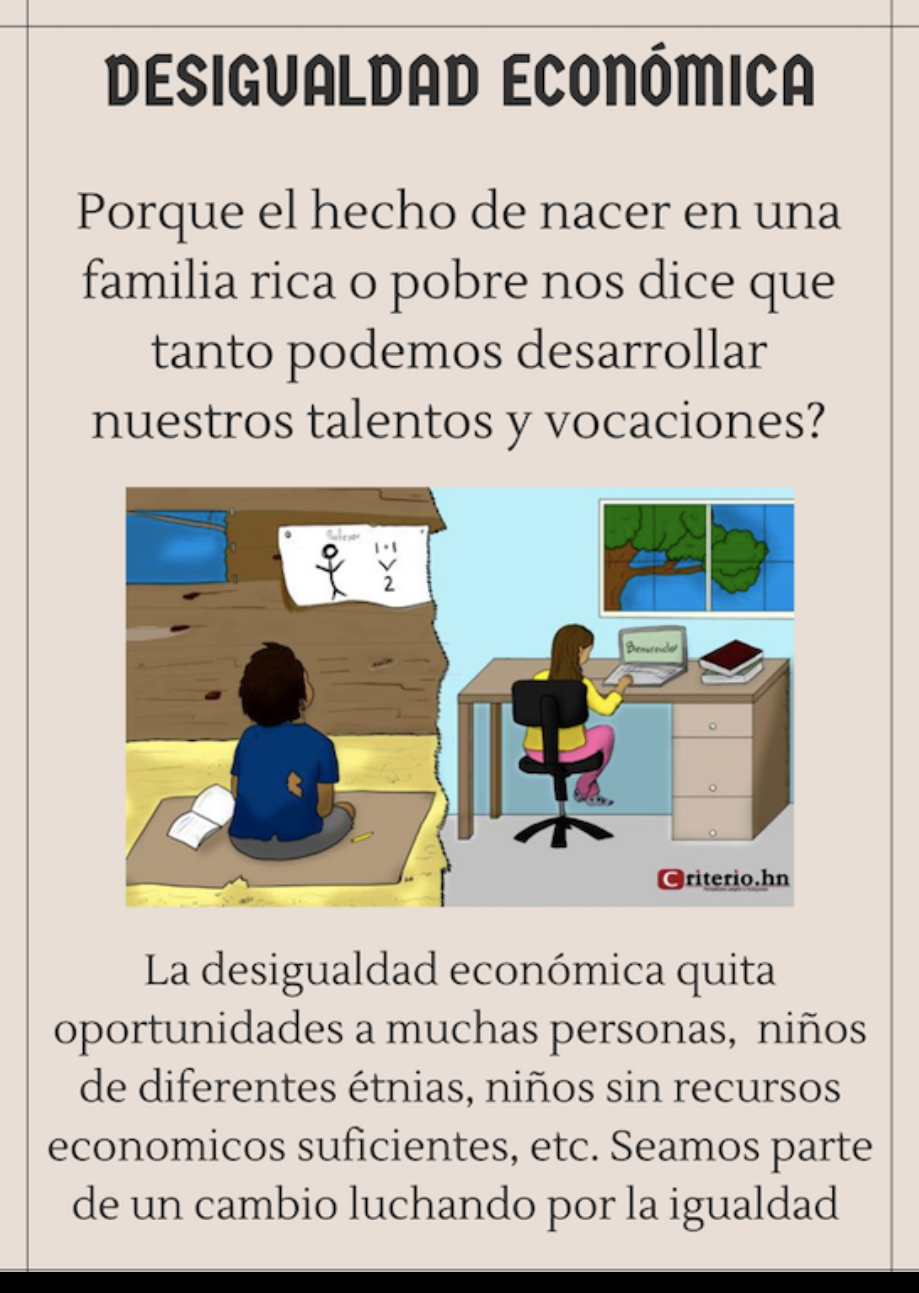 DESIGUALDAD ECONÓMICA
Porque el hecho de nacer en una
familia rica o pobre nos dice que
tanto podemos desarrollar
nuestros talentos y vocaciones?
1+1
2
Bienvenido
Criterio.hn
La desigualdad económica quita
oportunidades a muchas personas,  niños
de diferentes étnias, niños sin recursos
economicos suficientes, etc. Seamos parte
de un cambio luchando por la igualdad